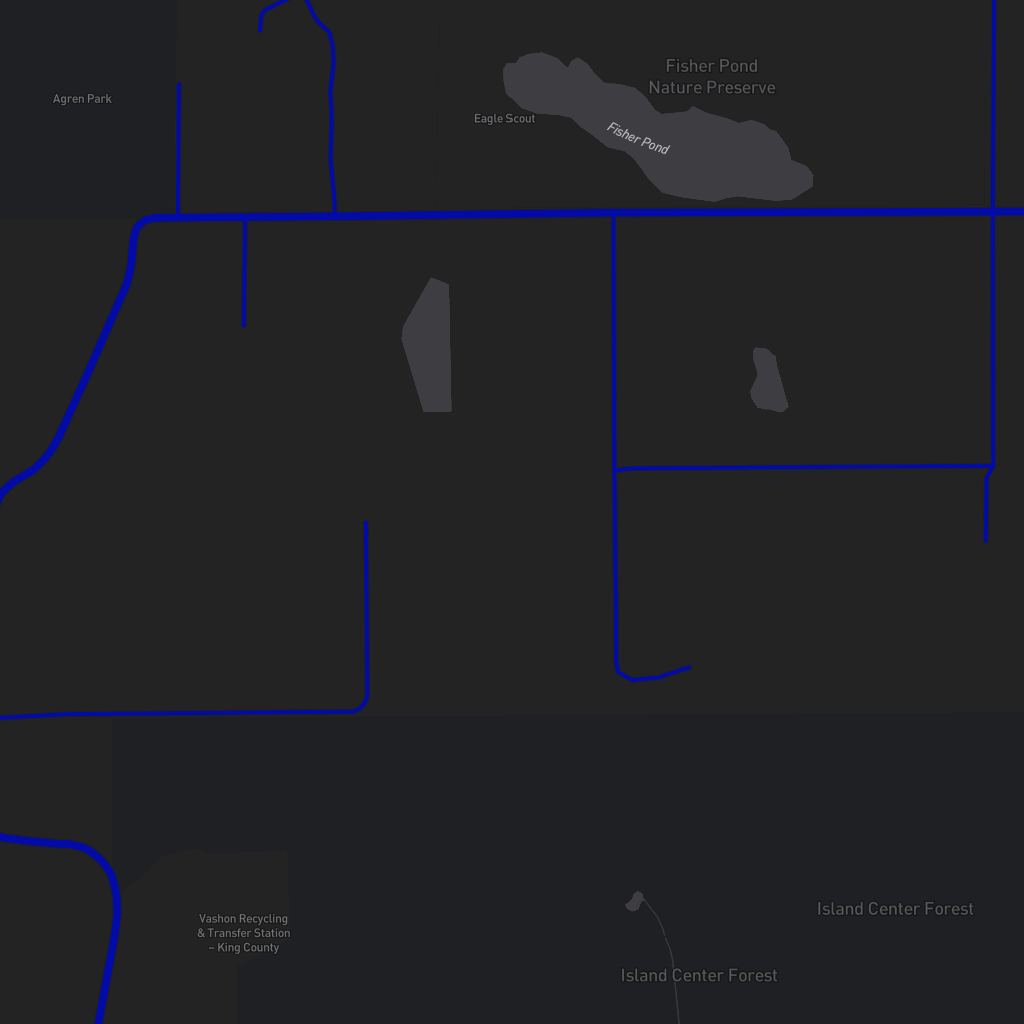 Fisher Pond
Nature Preserve
Agren Park
Eagle Scout
Fisher Pond
Vashon Recycling
& Transfer Station
– King County
Island Center Forest
Island Center Forest